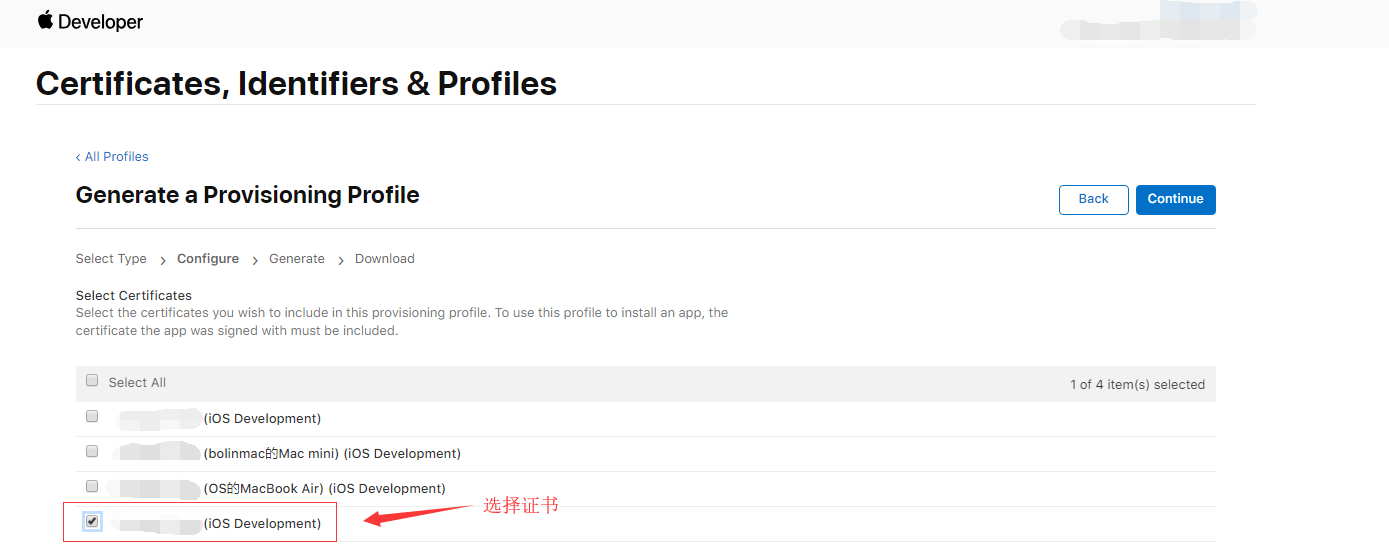 Developer
Certificates, Identifiers & Profiles
‹ All Profiles
Generate a Provisioning Profile
Back
Continue
Select Type › Configure › Generate › Download
Select Certificates
Select the certificates you wish to include in this provisioning profile. To use this profile to install an app, the
certificate the app was signed with must be included.
Select All
1 of 4 item(s) selected
(iOS Development)
(bolinmac的Mac mini) (iOS Development)
(OS的MacBook Air) (iOS Development)
(iOS Development)
选择证书